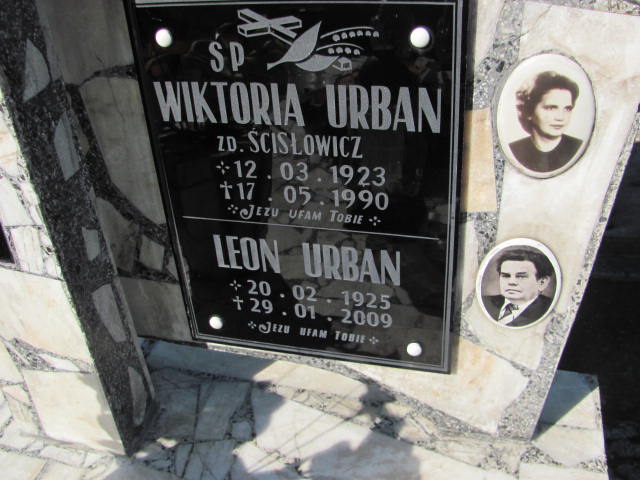 SP
WIKTORIA URBAN
ZD. ŚCISŁOWICZ
12 . 03 . 1923
† 17 . 05 . 1990
JEZU UFAM TOBIE
LEON URBAN
20 . 02 . 1925
† 29 . 01 . 2009
JEZU UFAM TOBIE